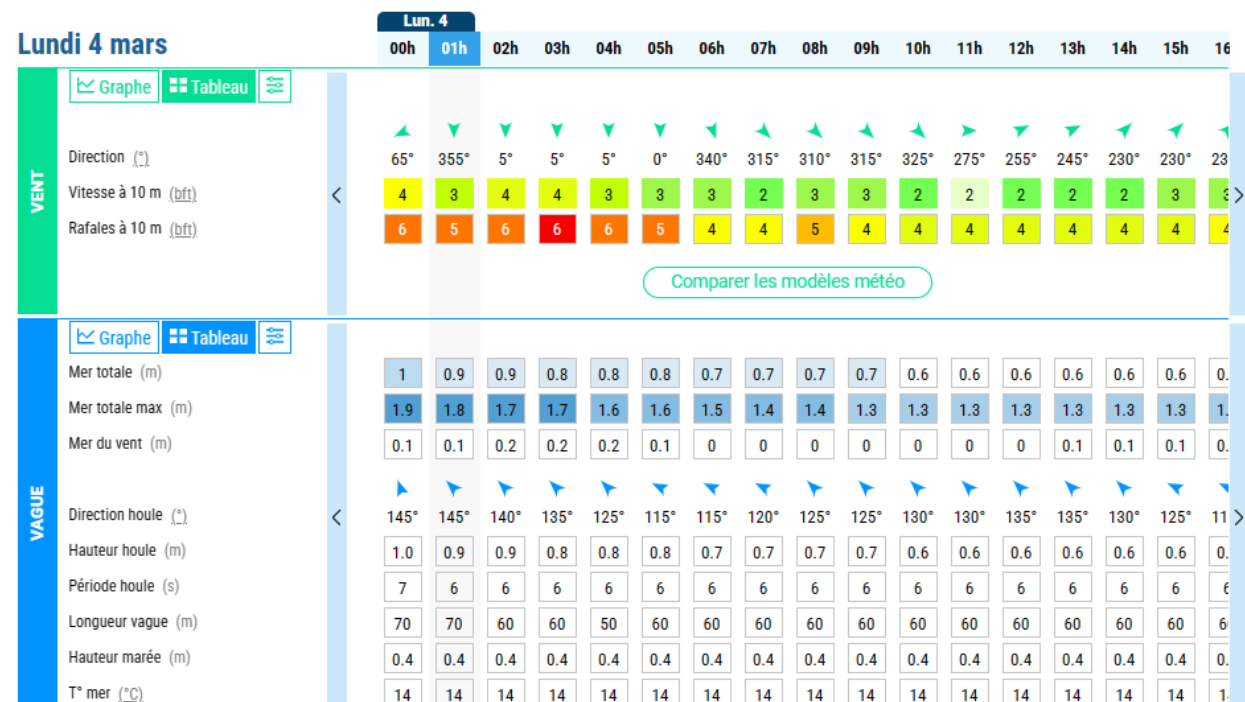 Lun. 4
Lundi 4 mars 00h 01h 02h 03h 04h 05h 06h 07h 08h 09h 10h 11h 12h 13h 14h 15h 16
VENT
Graphe Tableau
Direction (°) 65° 355° 5° 5° 5° 0° 340° 315° 310° 315° 325° 275° 255° 245° 230° 230° 23
Vitesse à 10 m (bft) 4 3 4 4 3 3 3 2 3 3 2 2 2 2 2 3 3
Rafales à 10 m (bft) 6 5 6 6 6 5 4 4 5 4 4 4 4 4 4 4 4
Comparer les modèles météo
VAGUE
Graphe Tableau
Mer totale (m) 1 0.9 0.9 0.8 0.8 0.8 0.7 0.7 0.7 0.7 0.6 0.6 0.6 0.6 0.6 0.6 0.
Mer totale max (m) 1.9 1.8 1.7 1.7 1.6 1.6 1.5 1.4 1.4 1.3 1.3 1.3 1.3 1.3 1.3 1.3 1.
Mer du vent (m) 0.1 0.1 0.2 0.2 0.2 0.1 0 0 0 0 0 0 0 0.1 0.1 0.1 0.
Direction houle (°) 145° 145° 140° 135° 125° 115° 115° 120° 125° 125° 130° 130° 135° 135° 130° 125° 11
Hauteur houle (m) 1.0 0.9 0.9 0.8 0.8 0.8 0.7 0.7 0.7 0.7 0.6 0.6 0.6 0.6 0.6 0.6 0.
Période houle (s) 7 6 6 6 6 6 6 6 6 6 6 6 6 6 6 6 6
Longueur vague (m) 70 70 60 60 50 60 60 60 60 60 60 60 60 60 60 60 6
Hauteur marée (m) 0.4 0.4 0.4 0.4 0.4 0.4 0.4 0.4 0.4 0.4 0.4 0.4 0.4 0.4 0.4 0.4 0.
T° mer (°C) 14 14 14 14 14 14 14 14 14 14 14 14 14 14 14 14 1